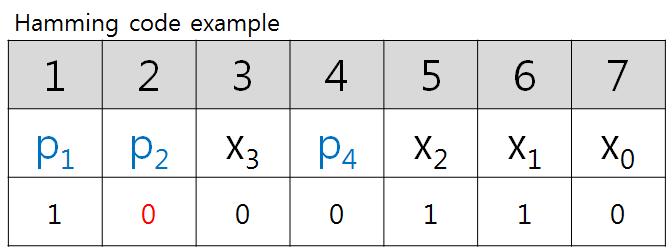 Hamming code example
1 2 3 4 5 6 7
p₁ p₂ x₃ p₄ x₂ x₁ x₀
1 0 0 0 1 1 0